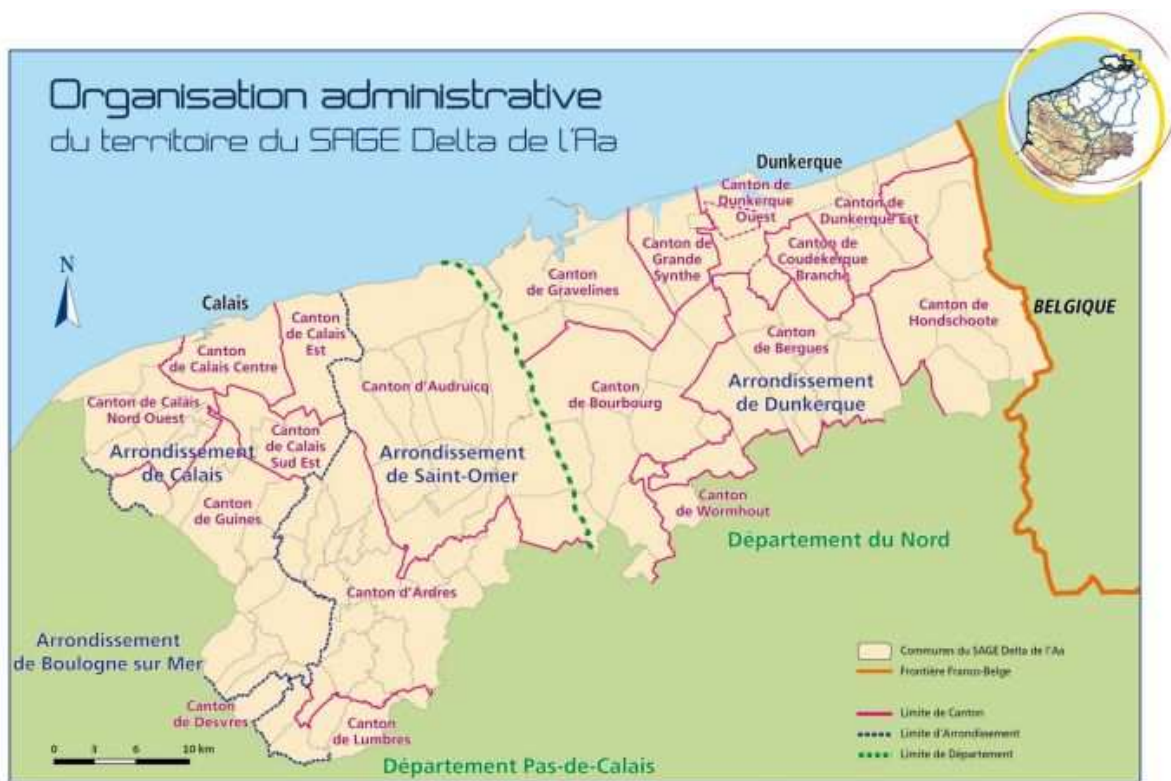 Organisation administrative
du territoire du SAGE Delta de l'Aa
Dunkerque
Canton de
Dunkerque
Ouest
Canton de
Dunkerque Est
Canton de
Grande
Synthe
Canton de
Coudekerque
Branche
N
Canton
de Gravelines
Calais
BELGIQUE
Canton de
Hondschoote
Canton
de Calais
Est
Canton
de Calais Centre
Canton
de Bergues
Canton d'Audruicq
Canton
de Bourbourg
Arrondissement
de Dunkerque
Canton de Calais
Nord Ouest
Canton
de Calais
Sud Est
Arrondissement
de Calais
Arrondissement
de Saint-Omer
Canton
de Guines
Canton
de Wormhout
Département du Nord
Canton d'Ardres
Arrondissement
de Boulogne sur Mer
Communes du SAGE Delta de l'Aa
Frontière Franco-Belge
Canton
de Desvres
Canton
de Lumbres
Limite de Canton
Limite d'Arrondissement
Limite de Département
0 3 6 10 km
Département Pas-de-Calais